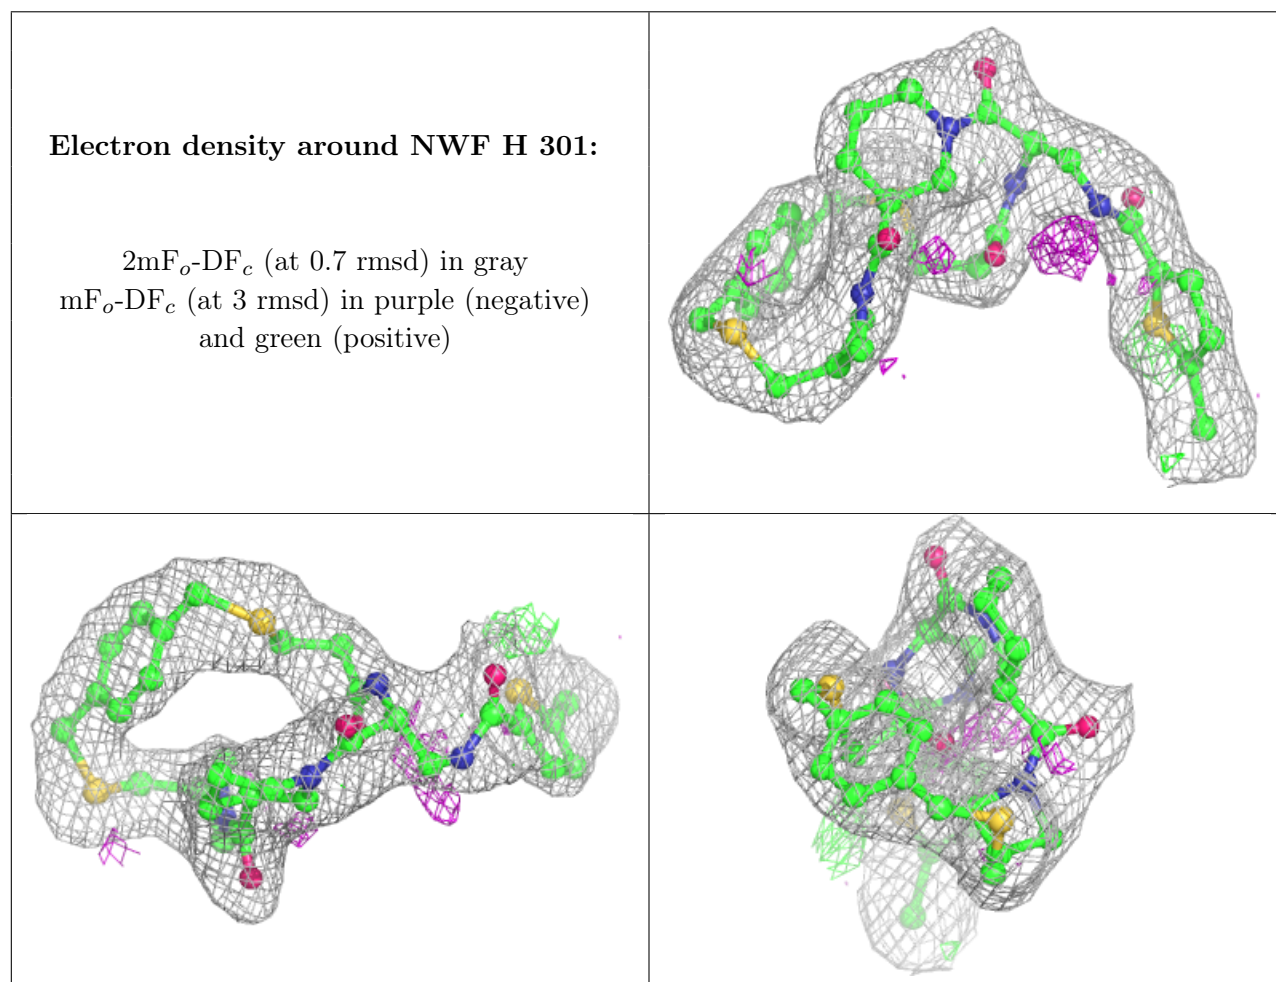 Electron density around NWF H 301:
2mFo-DFc (at 0.7 rmsd) in gray
mFo-DFc (at 3 rmsd) in purple (negative)
and green (positive)